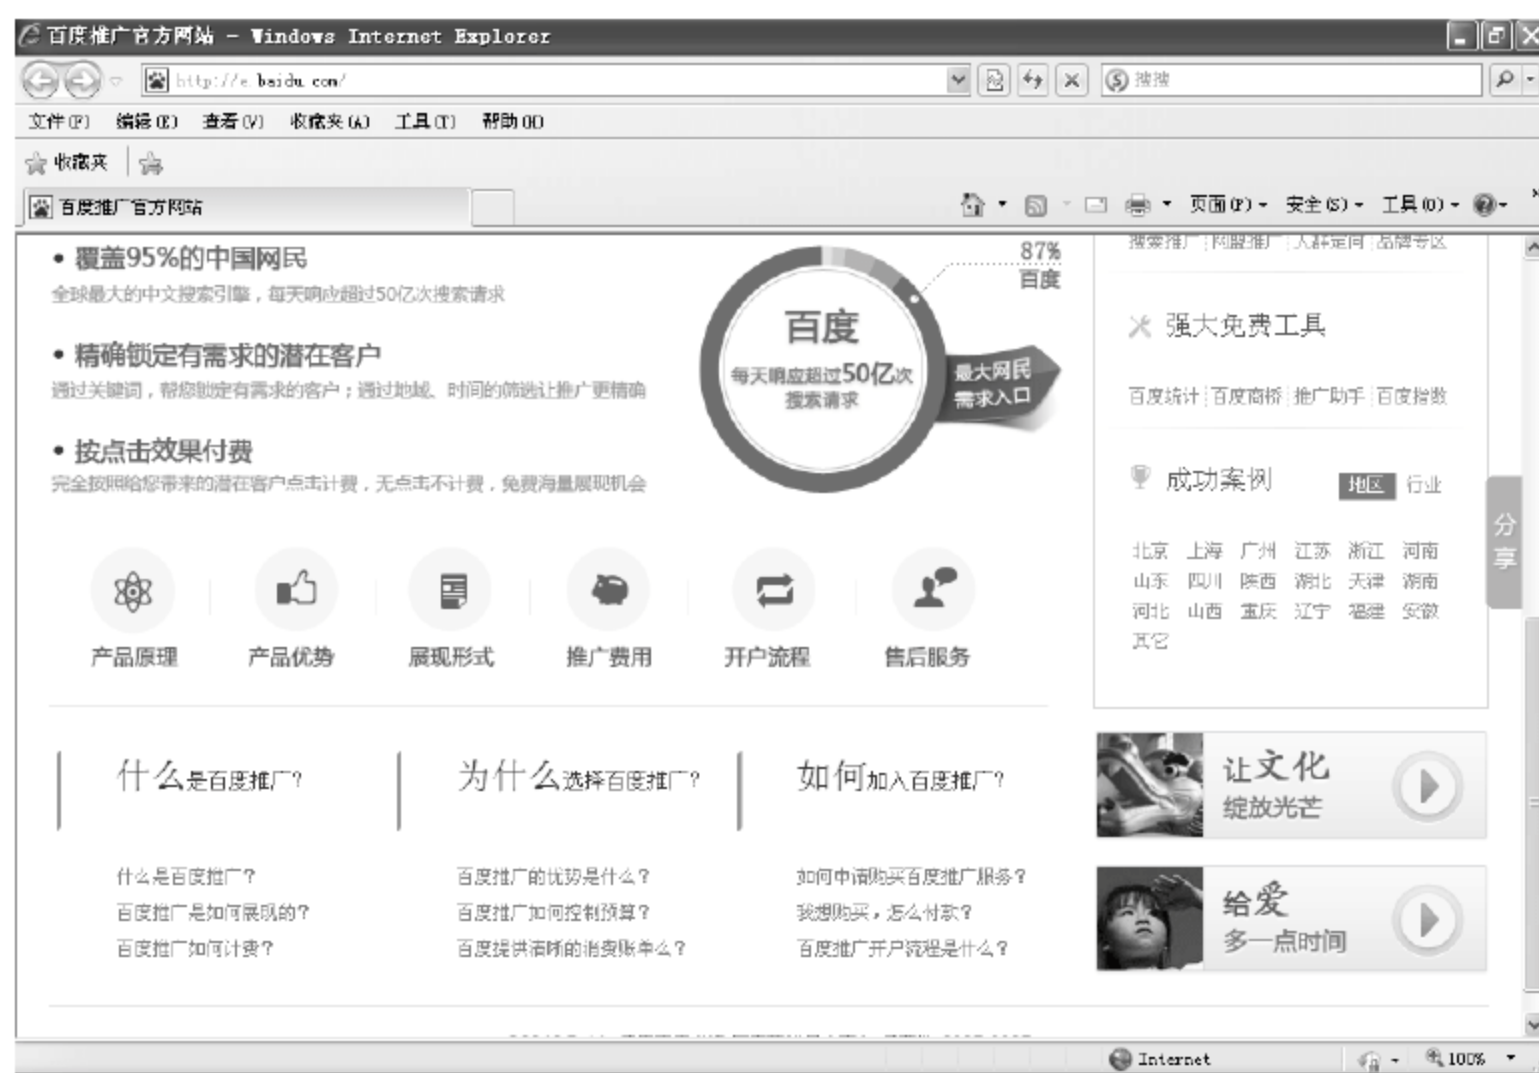 百度推广官方网站 - Windows Internet Explorer
http://e.baidu.com/
搜搜
文件(F) 编辑(E) 查看(V) 收藏夹(A) 工具(T) 帮助(H)
收藏夹
百度推广官方网站
页面(P) 安全(S) 工具(O)
• 覆盖95%的中国网民
全球最大的中文搜索引擎，每天响应超过50亿次搜索请求
• 精确锁定有需求的潜在客户
通过关键词，帮您锁定有需求的客户；通过地域、时间的筛选让推广更精确
• 按点击效果付费
完全按照给您带来的潜在客户点击计费，无点击不计费，免费海量展现机会
87%
百度
百度
每天响应超过50亿次
搜索请求
最大网民
需求入口
产品原理 产品优势 展现形式 推广费用 开户流程 售后服务
什么是百度推广？
什么是百度推广？
百度推广是如何展现的？
百度推广如何计费？
为什么选择百度推广？
百度推广的优势是什么？
百度推广如何控制预算？
百度提供清晰的消费账单么？
如何加入百度推广？
如何申请购买百度推广服务？
我想购买，怎么付款？
百度推广开户流程是什么？
搜索推广 网盟推广 人群定向 品牌专区
强大免费工具
百度统计 百度商桥 推广助手 百度指数
成功案例 地区 行业
北京 上海 广州 江苏 浙江 河南
山东 四川 陕西 湖北 天津 湖南
河北 山西 重庆 辽宁 福建 安徽
其它
分享
让文化
绽放光芒
给爱
多一点时间
Internet
100%